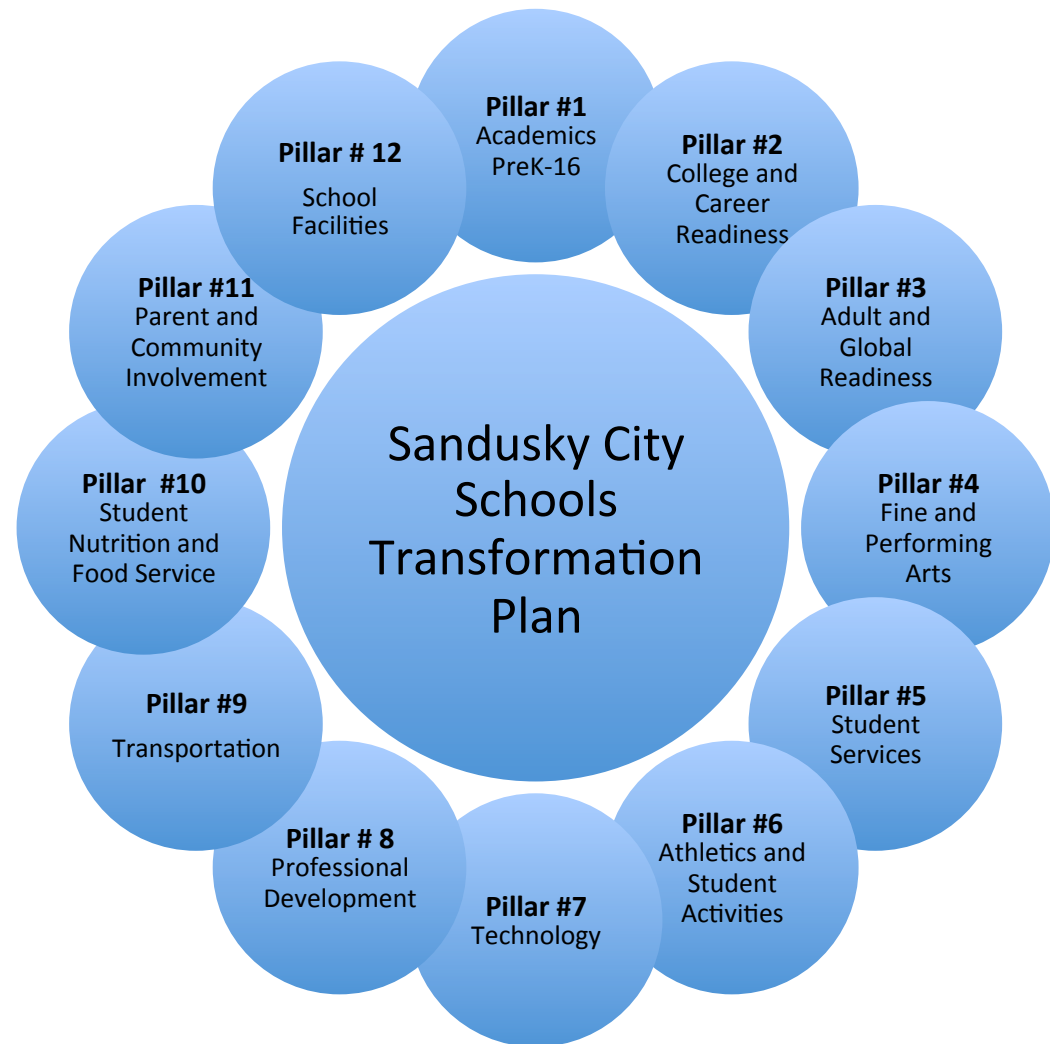 Pillar #1
Academics
PreK-16
Pillar #2
College and
Career
Readiness
Pillar #3
Adult and
Global
Readiness
Pillar #4
Fine and
Performing
Arts
Pillar #5
Student
Services
Pillar #6
Athletics and
Student
Activities
Pillar #7
Technology
Pillar # 8
Professional
Development
Pillar #9
Transportation
Pillar  #10
Student
Nutrition and
Food Service
Pillar #11
Parent and
Community
Involvement
Pillar # 12
School
Facilities
Sandusky City
Schools
Transformation
Plan